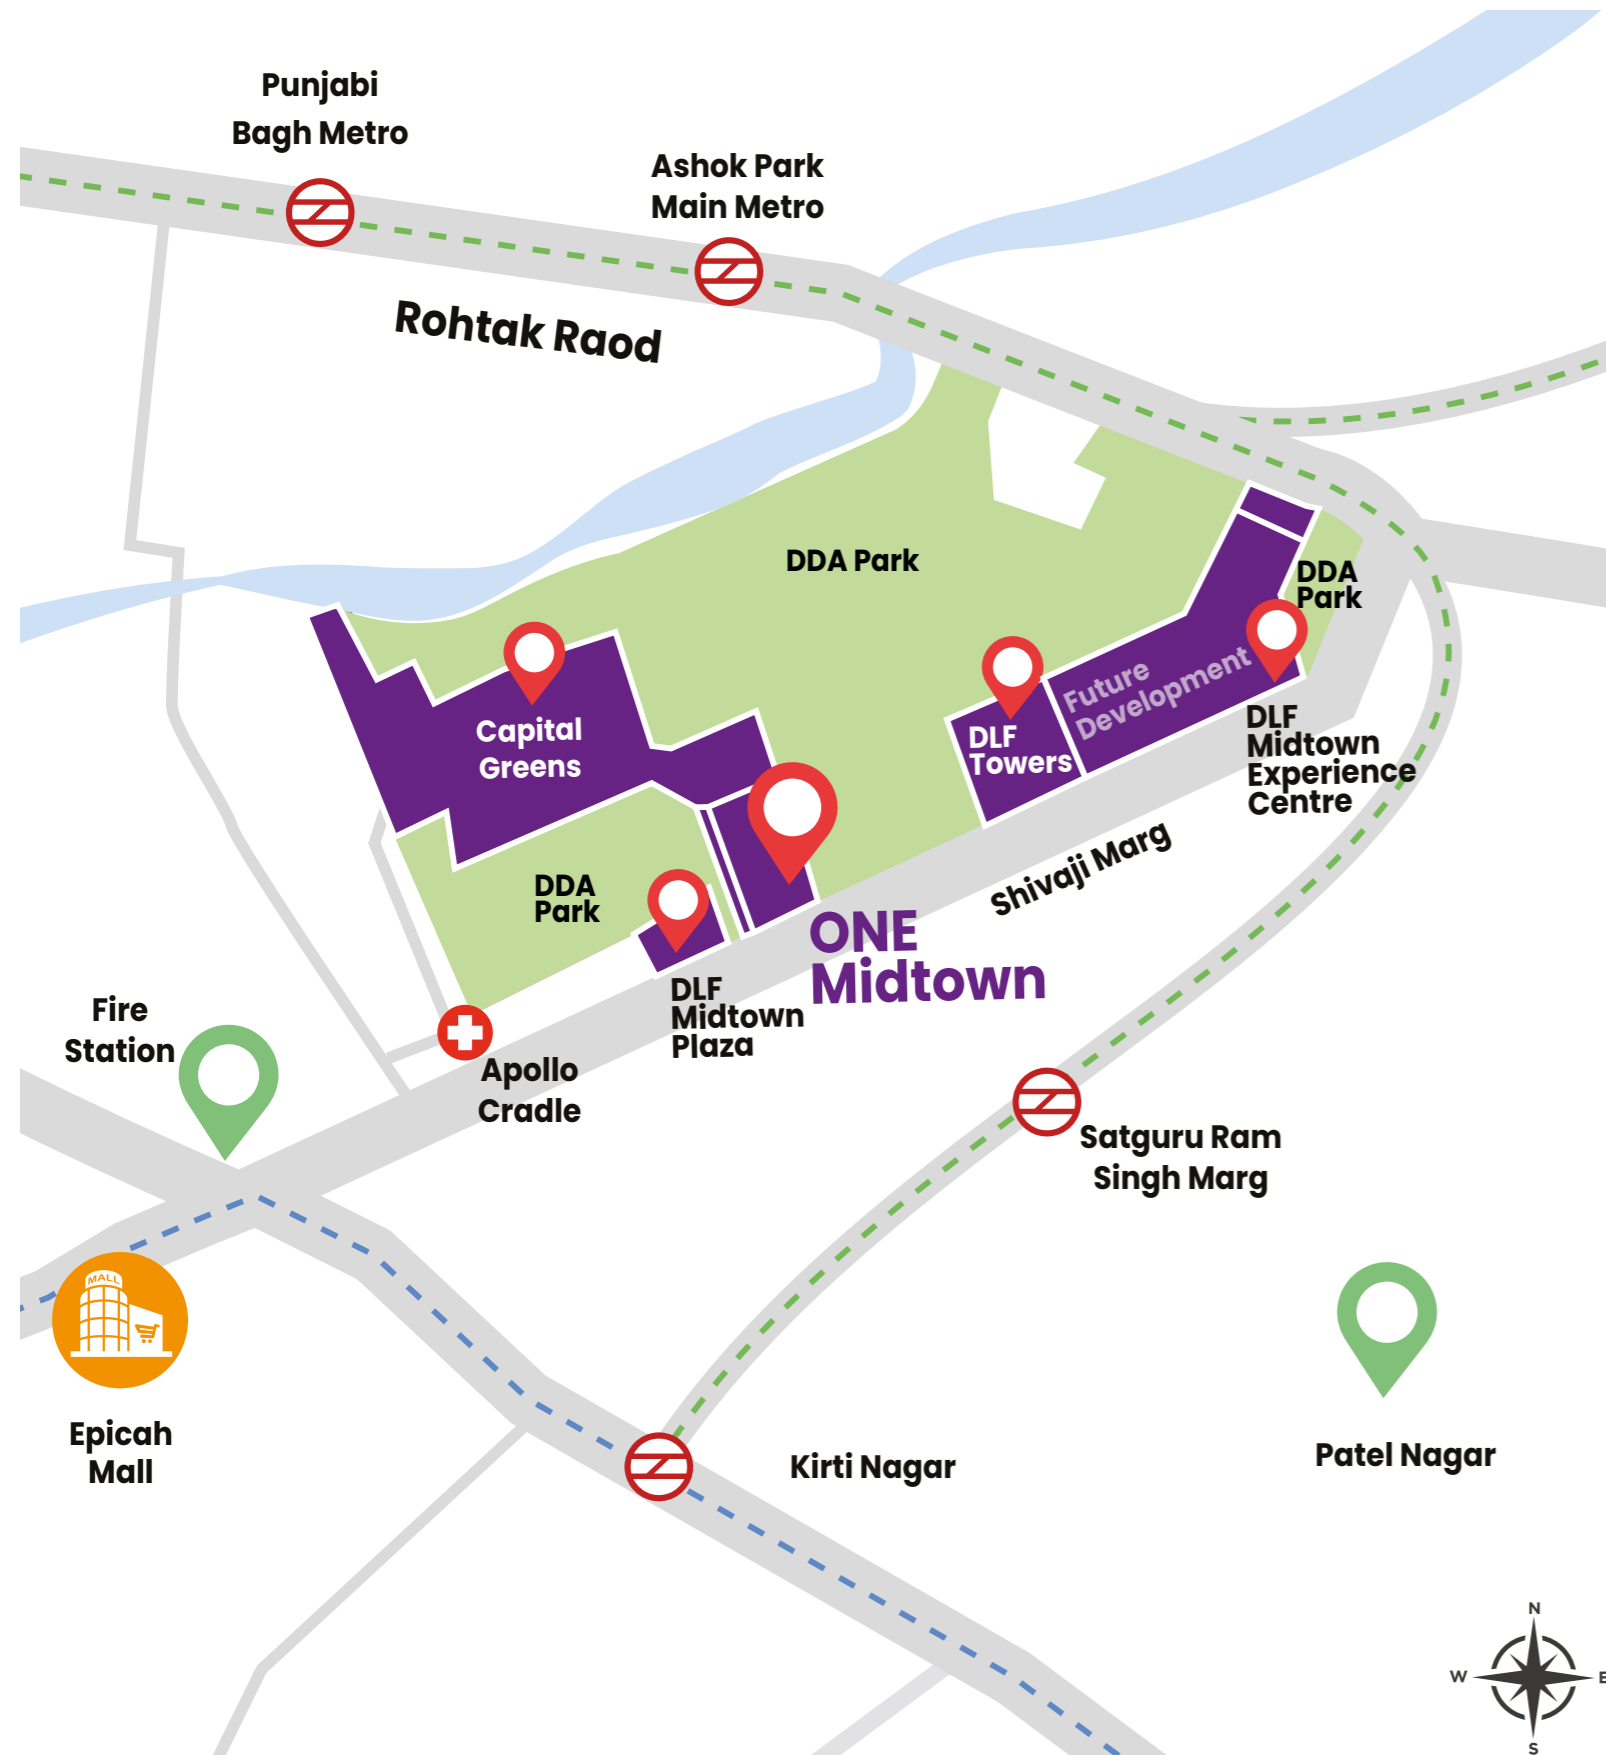 Punjabi
Bagh Metro
Ashok Park
Main Metro
Rohtak Raod
DDA Park
DDA
Park
Capital
Greens
Future
Development
DLF
Towers
DLF
Midtown
Experience
Centre
Shivaji Marg
DDA
Park
ONE
Midtown
DLF
Midtown
Plaza
Fire
Station
Apollo
Cradle
Satguru Ram
Singh Marg
MALL
Epicah
Mall
Kirti Nagar
Patel Nagar
N
W
E
S